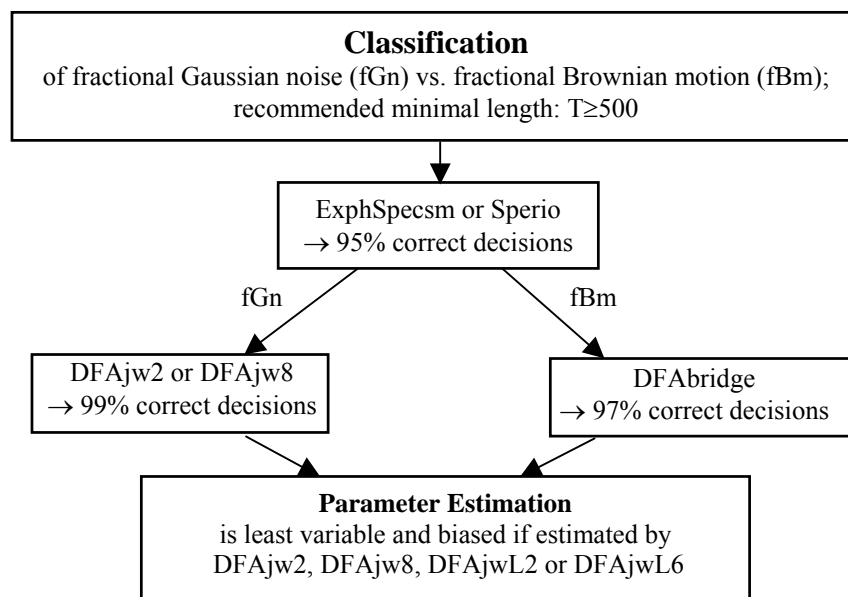 Classification
of fractional Gaussian noise (fGn) vs. fractional Brownian motion (fBm);
recommended minimal length: T≥500
ExphSpecsm or Sperio
→ 95% correct decisions
fGn
fBm
DFAjw2 or DFAjw8
→ 99% correct decisions
DFAbridge
→ 97% correct decisions
Parameter Estimation
is least variable and biased if estimated by
DFAjw2, DFAjw8, DFAjwL2 or DFAjwL6